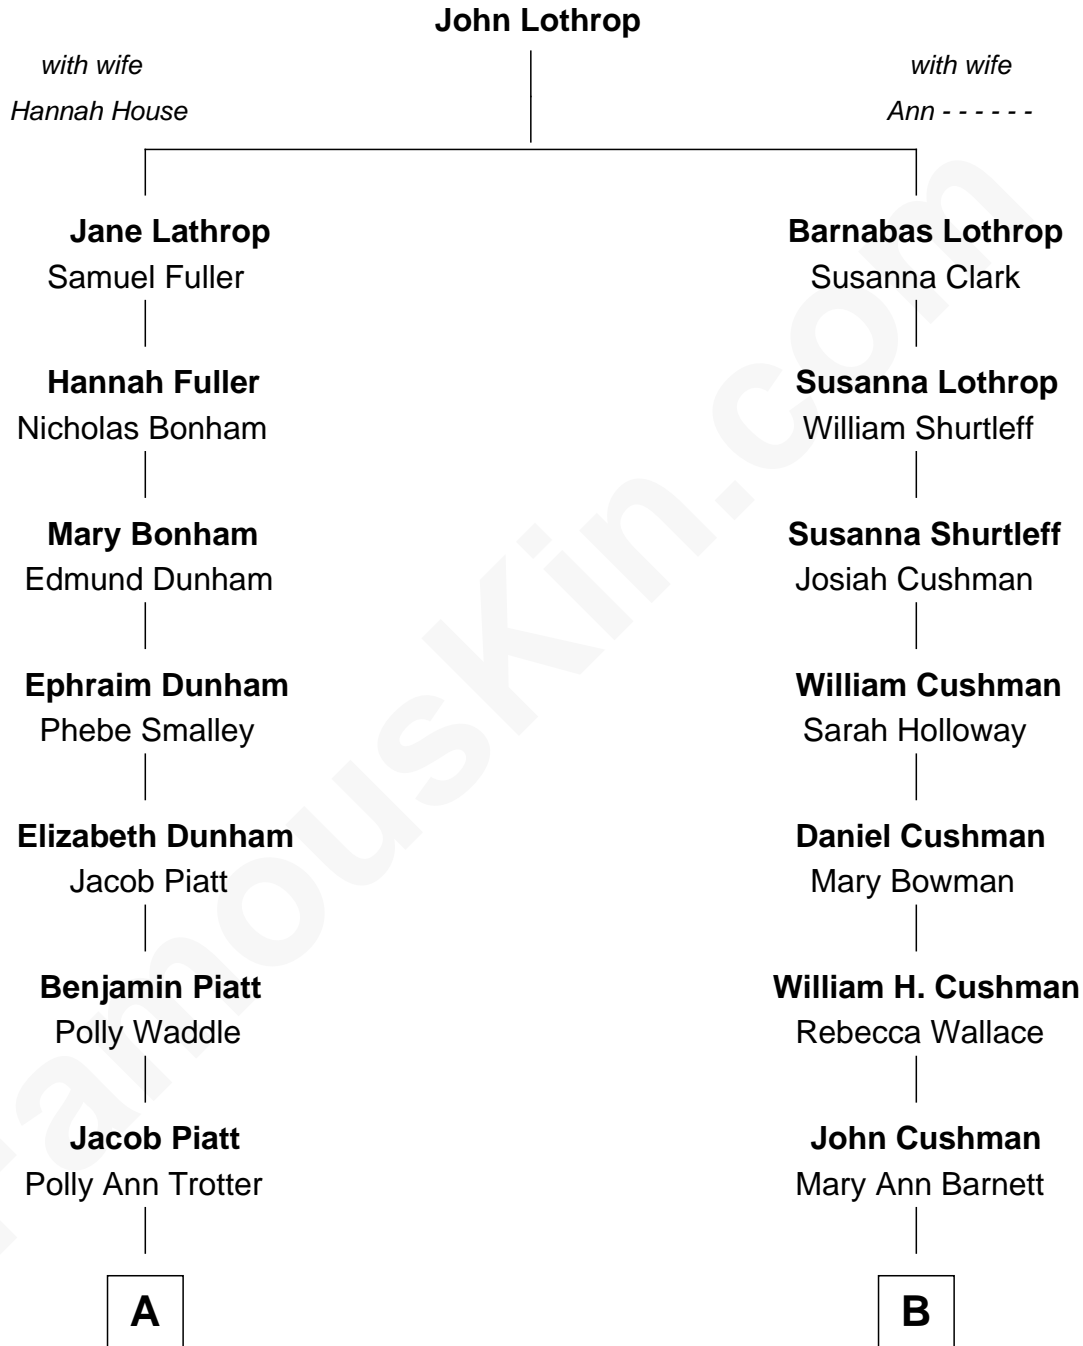 John Lothrop
with wife
Hannah House
with wife
Ann - - - - - -
Jane Lathrop
Samuel Fuller
Barnabas Lothrop
Susanna Clark
Hannah Fuller
Nicholas Bonham
Susanna Lothrop
William Shurtleff
Mary Bonham
Edmund Dunham
Susanna Shurtleff
Josiah Cushman
Ephraim Dunham
Phebe Smalley
William Cushman
Sarah Holloway
Elizabeth Dunham
Jacob Piatt
Daniel Cushman
Mary Bowman
Benjamin Piatt
Polly Waddle
William H. Cushman
Rebecca Wallace
Jacob Piatt
Polly Ann Trotter
John Cushman
Mary Ann Barnett
A
B
FamousKin.com